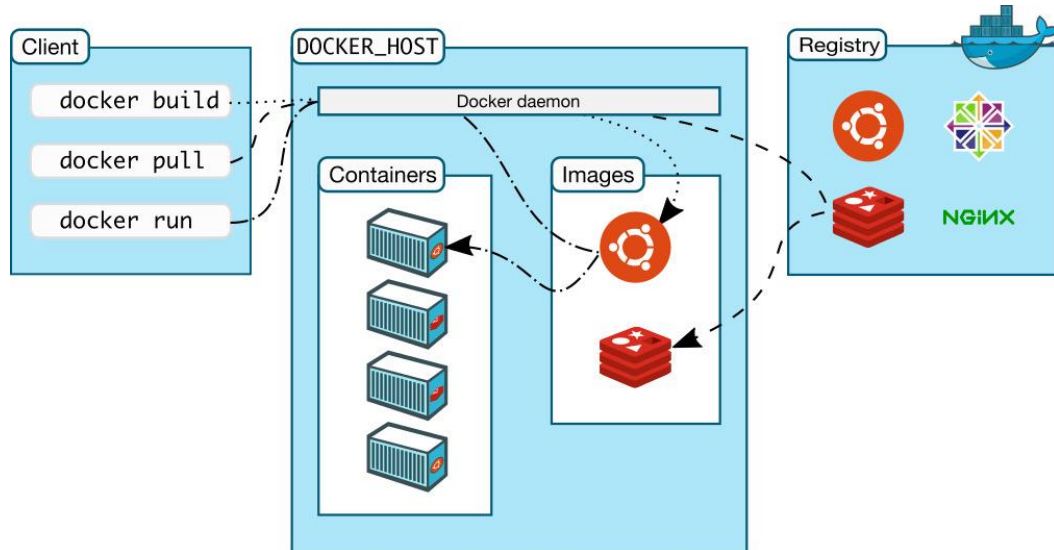 Client
docker build
docker pull
docker run
DOCKER_HOST
Docker daemon
Containers
Images
Registry
NGiNX